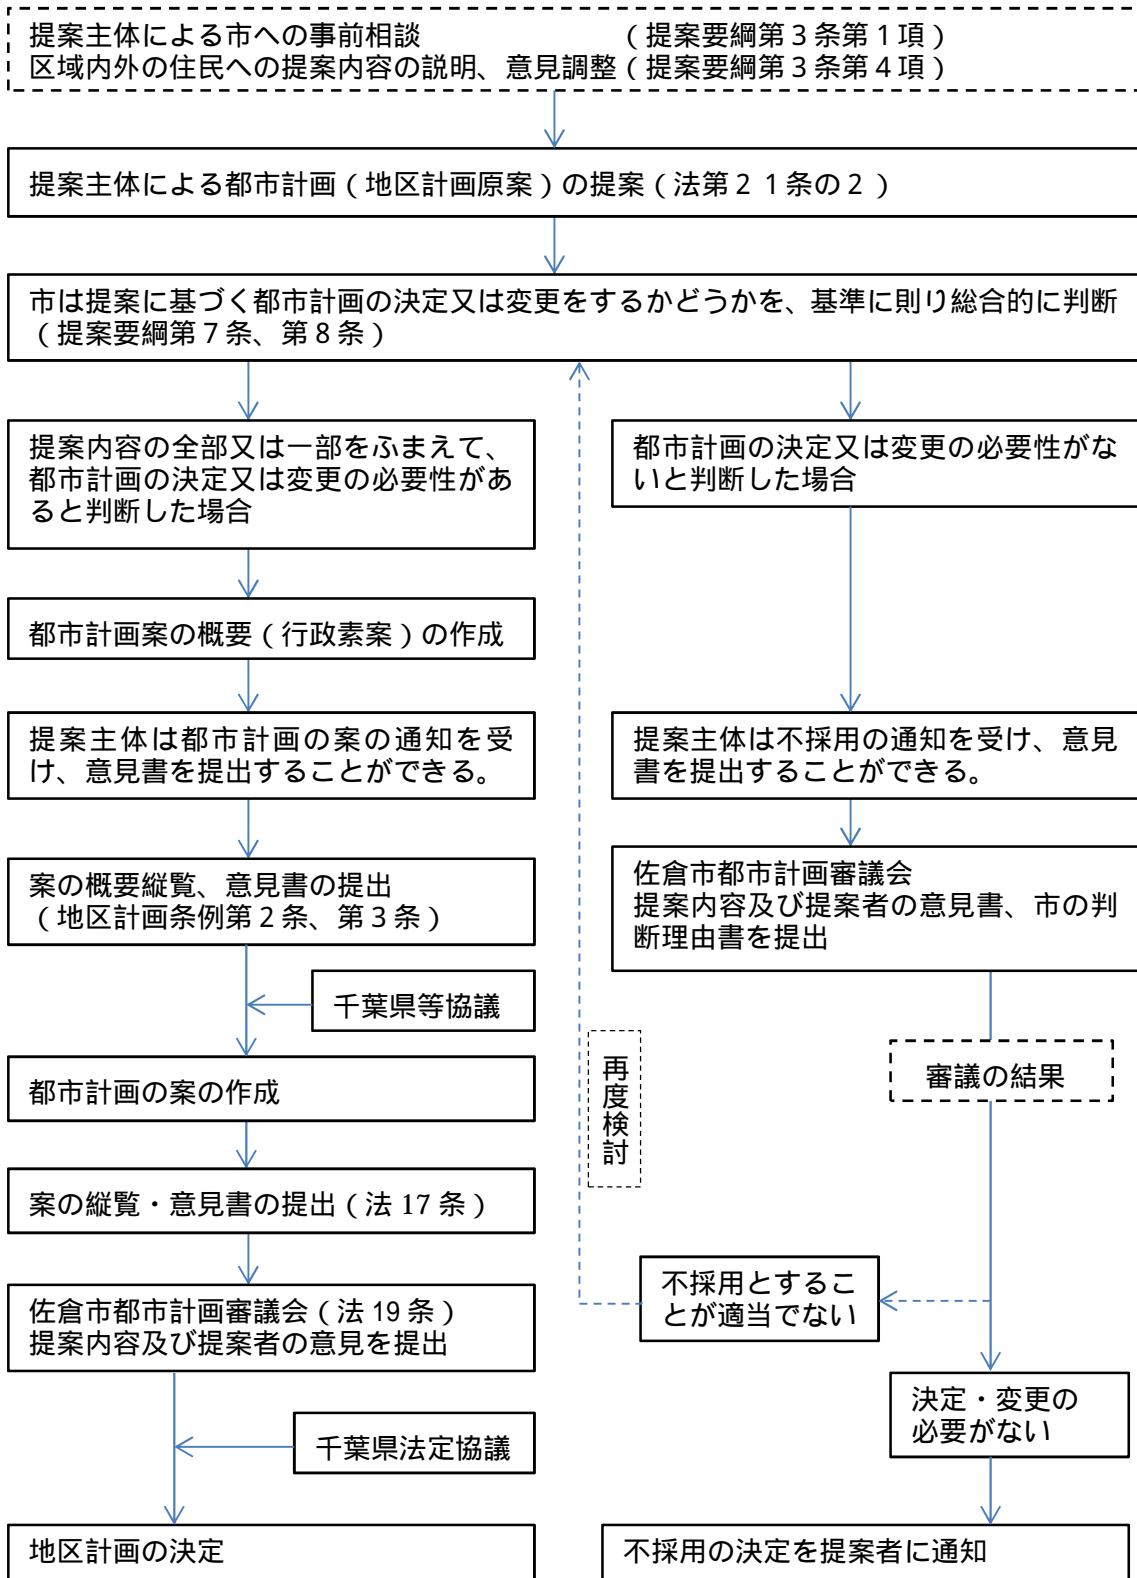 提案主体による市への事前相談　　　　　　　（提案要綱第３条第１項）
区域内外の住民への提案内容の説明、意見調整（提案要綱第３条第４項）
提案主体による都市計画（地区計画原案）の提案（法第２１条の２）
市は提案に基づく都市計画の決定又は変更をするかどうかを、基準に則り総合的に判断
（提案要綱第７条、第８条）
提案内容の全部又は一部をふまえて、
都市計画の決定又は変更の必要性があ
ると判断した場合
都市計画の決定又は変更の必要性がな
いと判断した場合
都市計画案の概要（行政素案）の作成
提案主体は都市計画の案の通知を受
け、意見書を提出することができる。
提案主体は不採用の通知を受け、意見
書を提出することができる。
案の概要縦覧、意見書の提出
（地区計画条例第２条、第３条）
佐倉市都市計画審議会
提案内容及び提案者の意見書、市の判
断理由書を提出
千葉県等協議
再度検討
審議の結果
都市計画の案の作成
案の縦覧・意見書の提出（法 17 条）
不採用とするこ
とが適当でない
佐倉市都市計画審議会（法 19 条）
提案内容及び提案者の意見を提出
決定・変更の
必要がない
千葉県法定協議
地区計画の決定
不採用の決定を提案者に通知